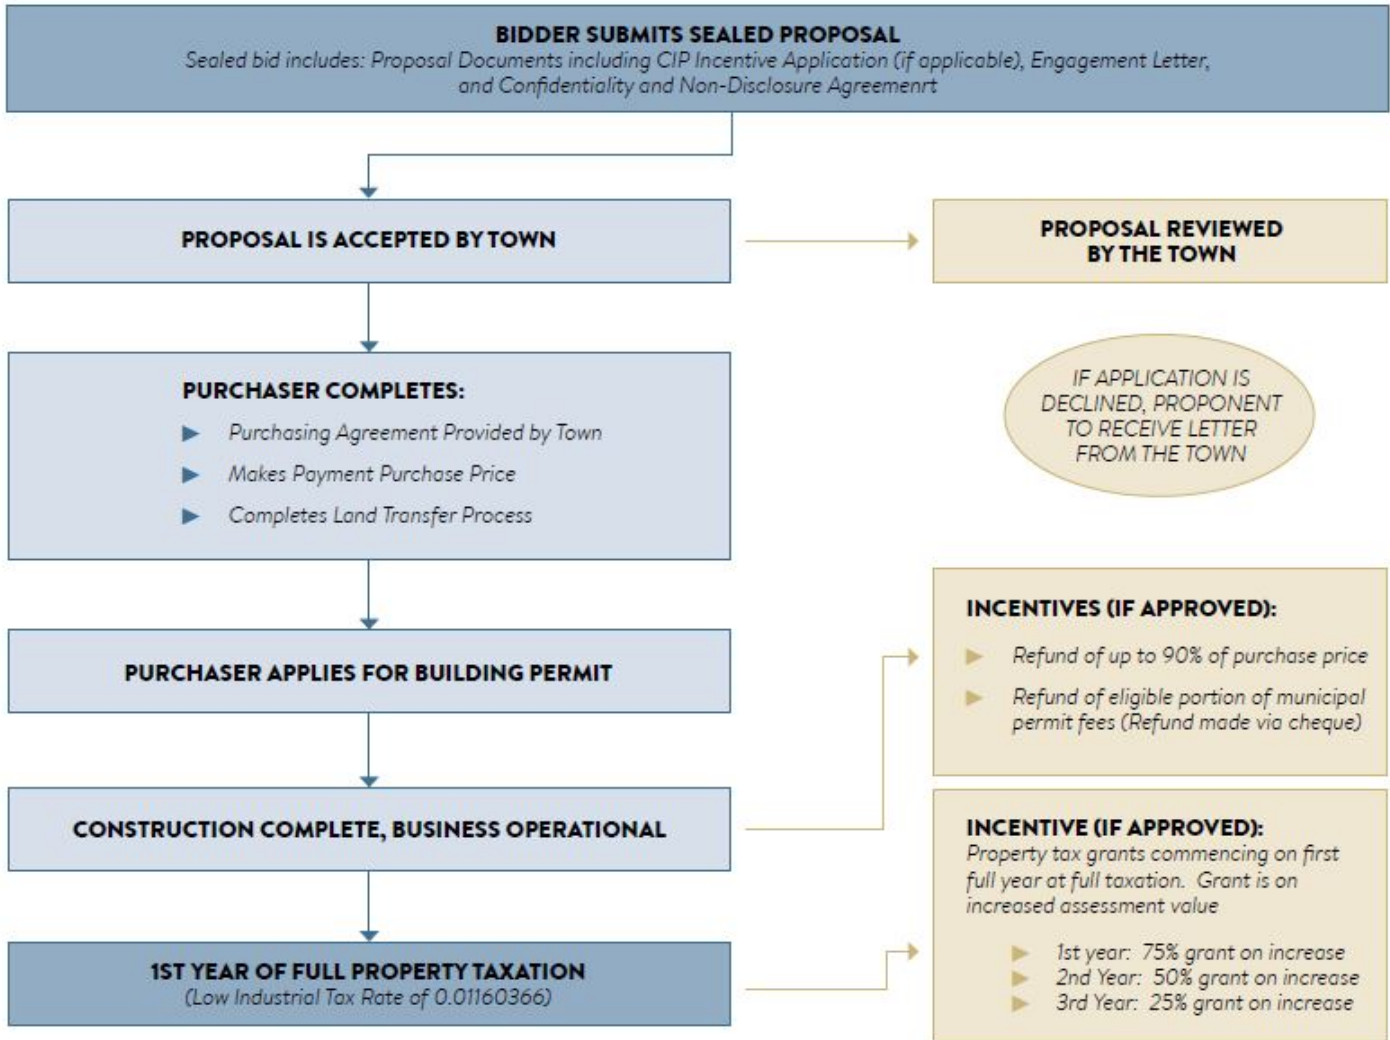 BIDDER SUBMITS SEALED PROPOSAL
Sealed bid includes: Proposal Documents including CIP Incentive Application (if applicable), Engagement Letter,
and Confidentiality and Non-Disclosure Agreemenrt
PROPOSAL IS ACCEPTED BY TOWN
PROPOSAL REVIEWED
BY THE TOWN
IF APPLICATION IS
DECLINED, PROPONENT
TO RECEIVE LETTER
FROM THE TOWN
PURCHASER COMPLETES:
Purchasing Agreement Provided by Town
Makes Payment Purchase Price
Completes Land Transfer Process
PURCHASER APPLIES FOR BUILDING PERMIT
INCENTIVES (IF APPROVED):
Refund of up to 90% of purchase price
Refund of eligible portion of municipal
permit fees (Refund made via cheque)
CONSTRUCTION COMPLETE, BUSINESS OPERATIONAL
INCENTIVE (IF APPROVED):
Property tax grants commencing on first
full year at full taxation. Grant is on
increased assessment value
1st year: 75% grant on increase
2nd Year: 50% grant on increase
3rd Year: 25% grant on increase
1ST YEAR OF FULL PROPERTY TAXATION
(Low Industrial Tax Rate of 0.01160366)